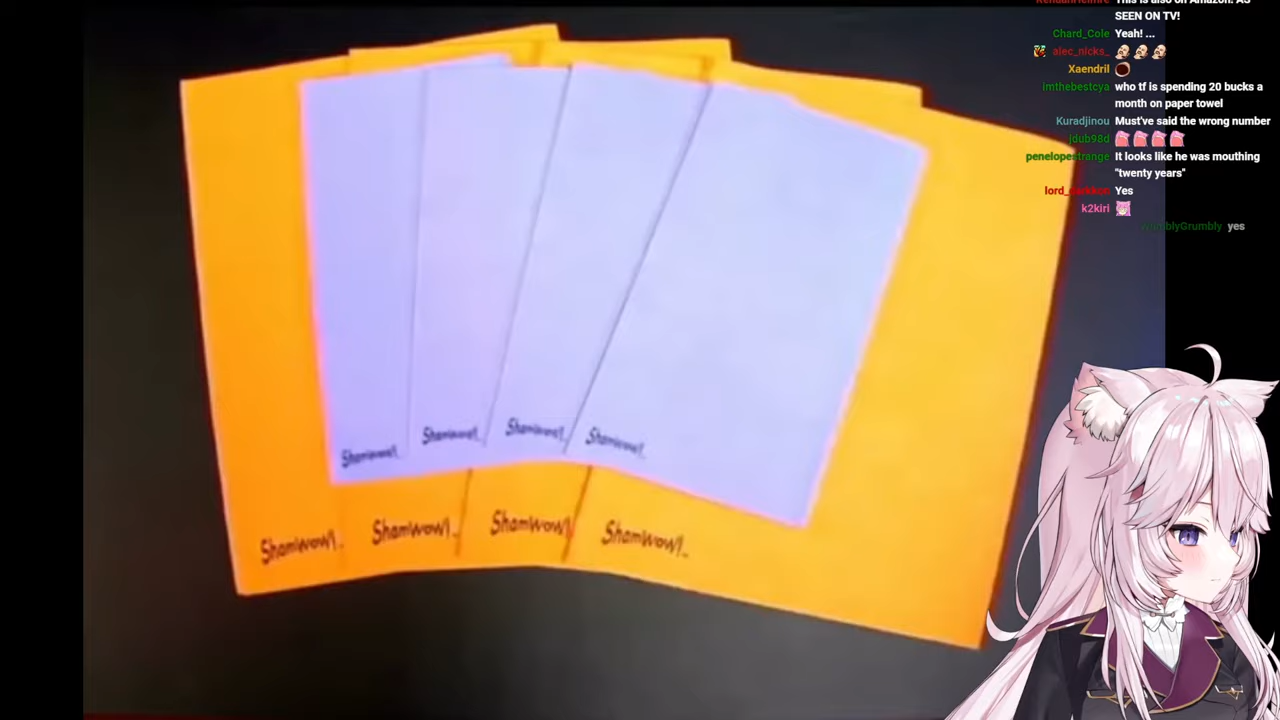 This is also on Amazon! AS
SEEN ON TV!
Chard_Cole Yeah! ...
alec_nicks_
Xaendril
imthebestcya who tf is spending 20 bucks a
month on paper towel
Kuradjinou Must've said the wrong number
jdub98d
penelopestrange It looks like he was mouthing
"twenty years"
Yes
k2kiri
yes
Shamwow!
Shamwow!
Shamwow!
Shamwow!
Shamwow!
Shamwow!
Shamwow!
Shamwow!